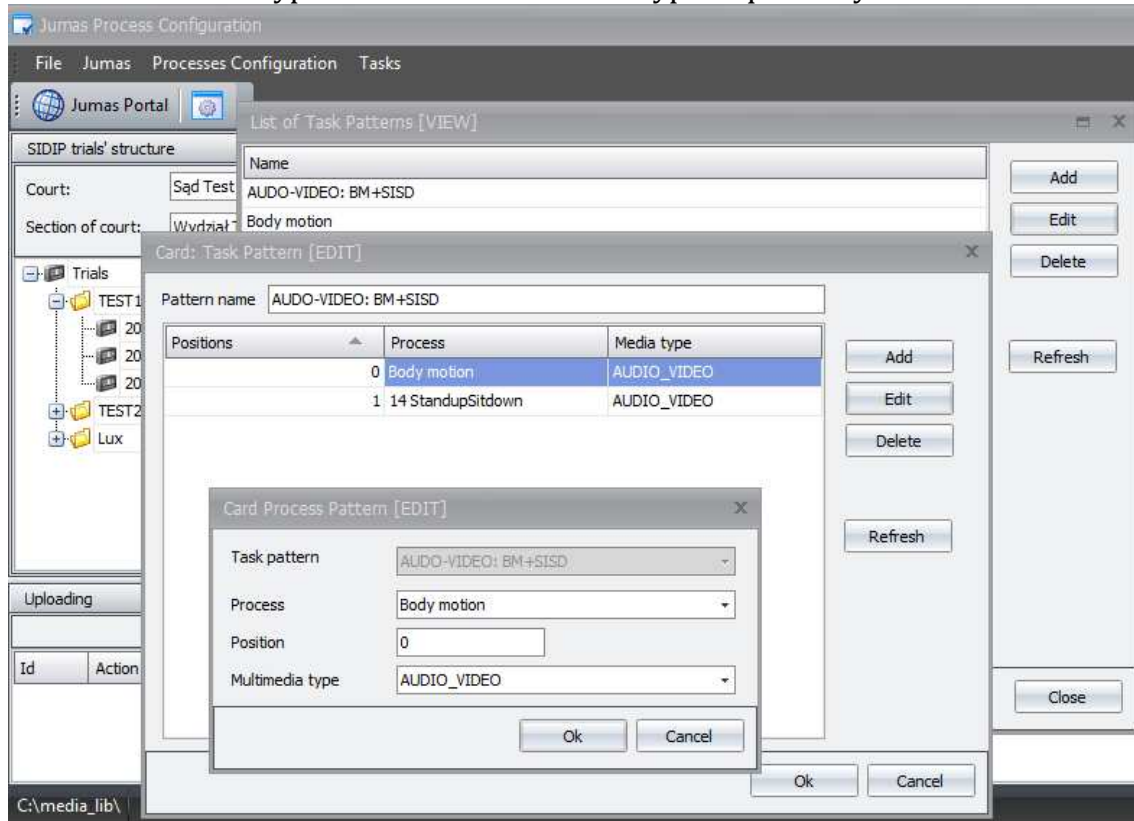 Jumas Process Configuration
File Jumas Processes Configuration Tasks
Jumas Portal
List of Task Patterns [VIEW]
SIDIP trials' structure
Name
Court: Sąd Test
AUDO-VIDEO: BM+SISD
Section of court: Wydział
Body motion
Add
Edit
Delete
Refresh
Close
Card: Task Pattern [EDIT]
Trials
TEST1
20
20
20
TEST2
Lux
Pattern name AUDO-VIDEO: BM+SISD
Positions Process Media type
0 Body motion AUDIO_VIDEO
1 14 StandupSitdown AUDIO_VIDEO
Add
Edit
Delete
Refresh
Card Process Pattern [EDIT]
Task pattern AUDO-VIDEO: BM+SISD
Process Body motion
Position 0
Multimedia type AUDIO_VIDEO
Ok Cancel
Uploading
Id Action
Ok Cancel
C:\media_lib\